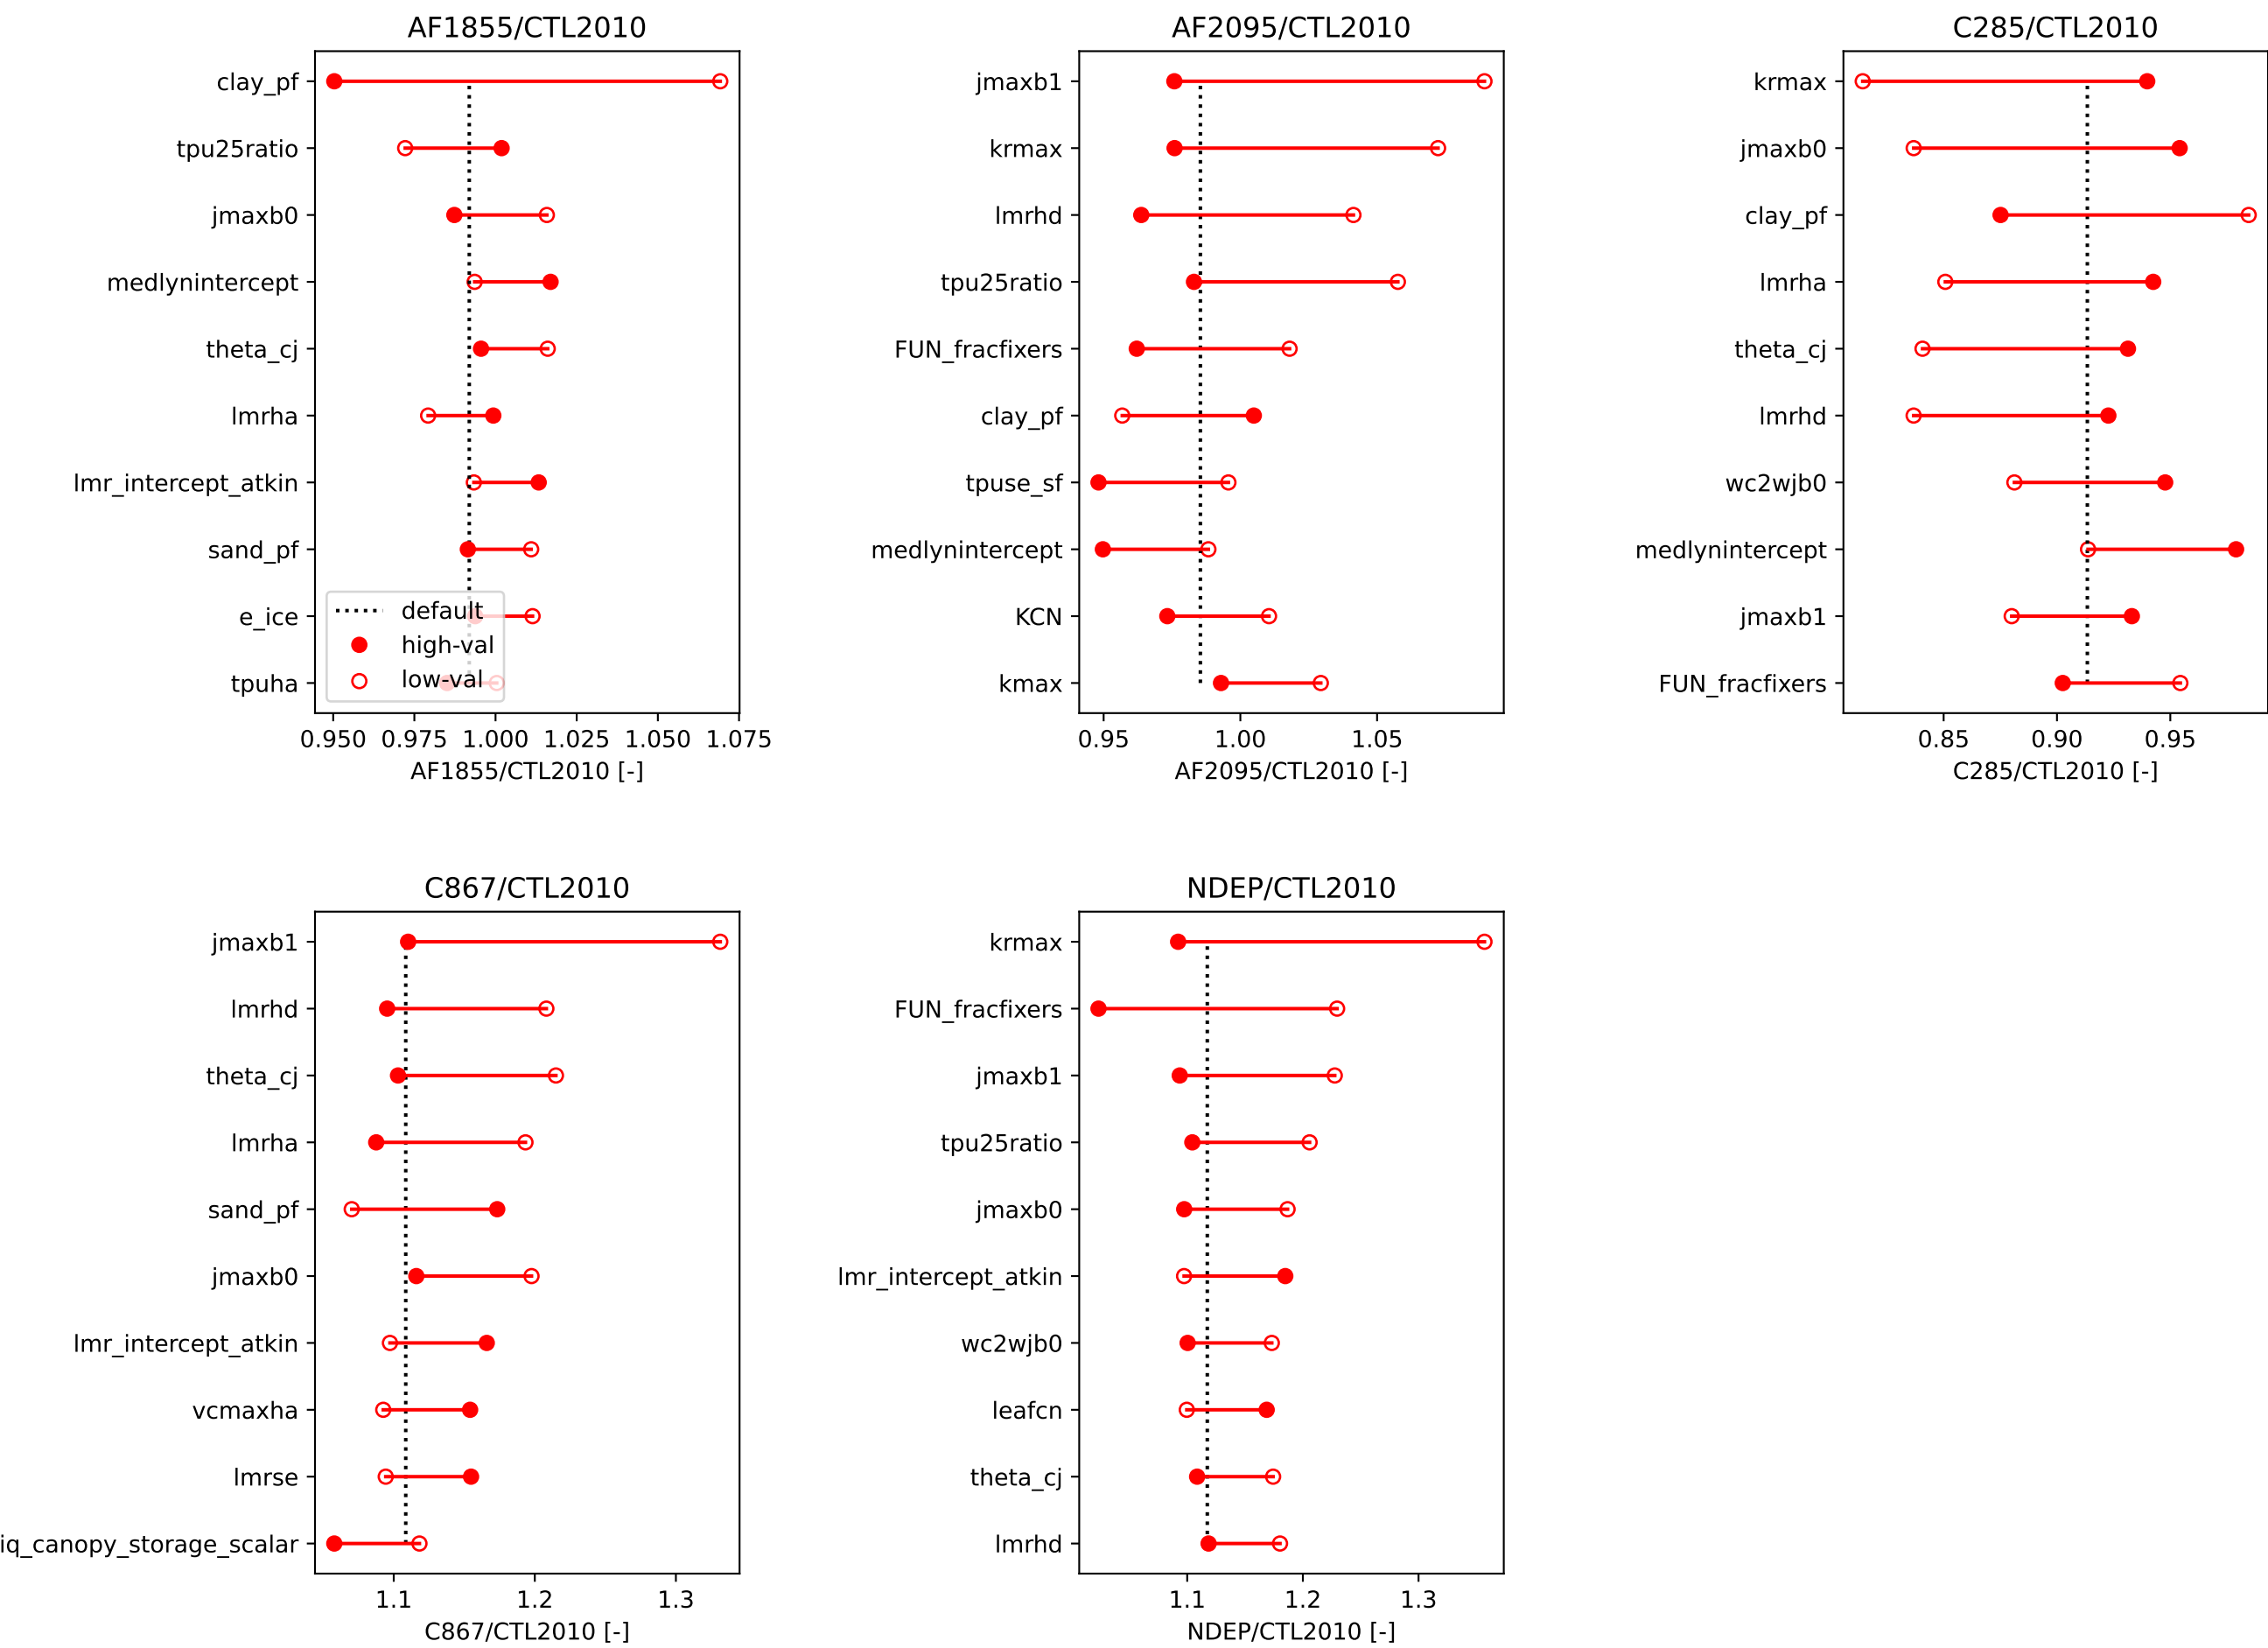 AF1855/CTL2010
clay_pf
tpu25ratio
jmaxb0
medlynintercept
theta_cj
lmrha
lmr_intercept_atkin
sand_pf
e_ice
tpuha
default
high-val
low-val
0.950 0.975 1.000 1.025 1.050 1.075
AF1855/CTL2010 [-]
AF2095/CTL2010
jmaxb1
krmax
lmrhd
tpu25ratio
FUN_fracfixers
clay_pf
tpuse_sf
medlynintercept
KCN
kmax
0.95 1.00 1.05
AF2095/CTL2010 [-]
C285/CTL2010
krmax
jmaxb0
clay_pf
lmrha
theta_cj
lmrhd
wc2wjb0
medlynintercept
jmaxb1
FUN_fracfixers
0.85 0.90 0.95
C285/CTL2010 [-]
C867/CTL2010
jmaxb1
lmrhd
theta_cj
lmrha
sand_pf
jmaxb0
lmr_intercept_atkin
vcmaxha
lmrse
iq_canopy_storage_scalar
1.1 1.2 1.3
C867/CTL2010 [-]
NDEP/CTL2010
krmax
FUN_fracfixers
jmaxb1
tpu25ratio
jmaxb0
lmr_intercept_atkin
wc2wjb0
leafcn
theta_cj
lmrhd
1.1 1.2 1.3
NDEP/CTL2010 [-]